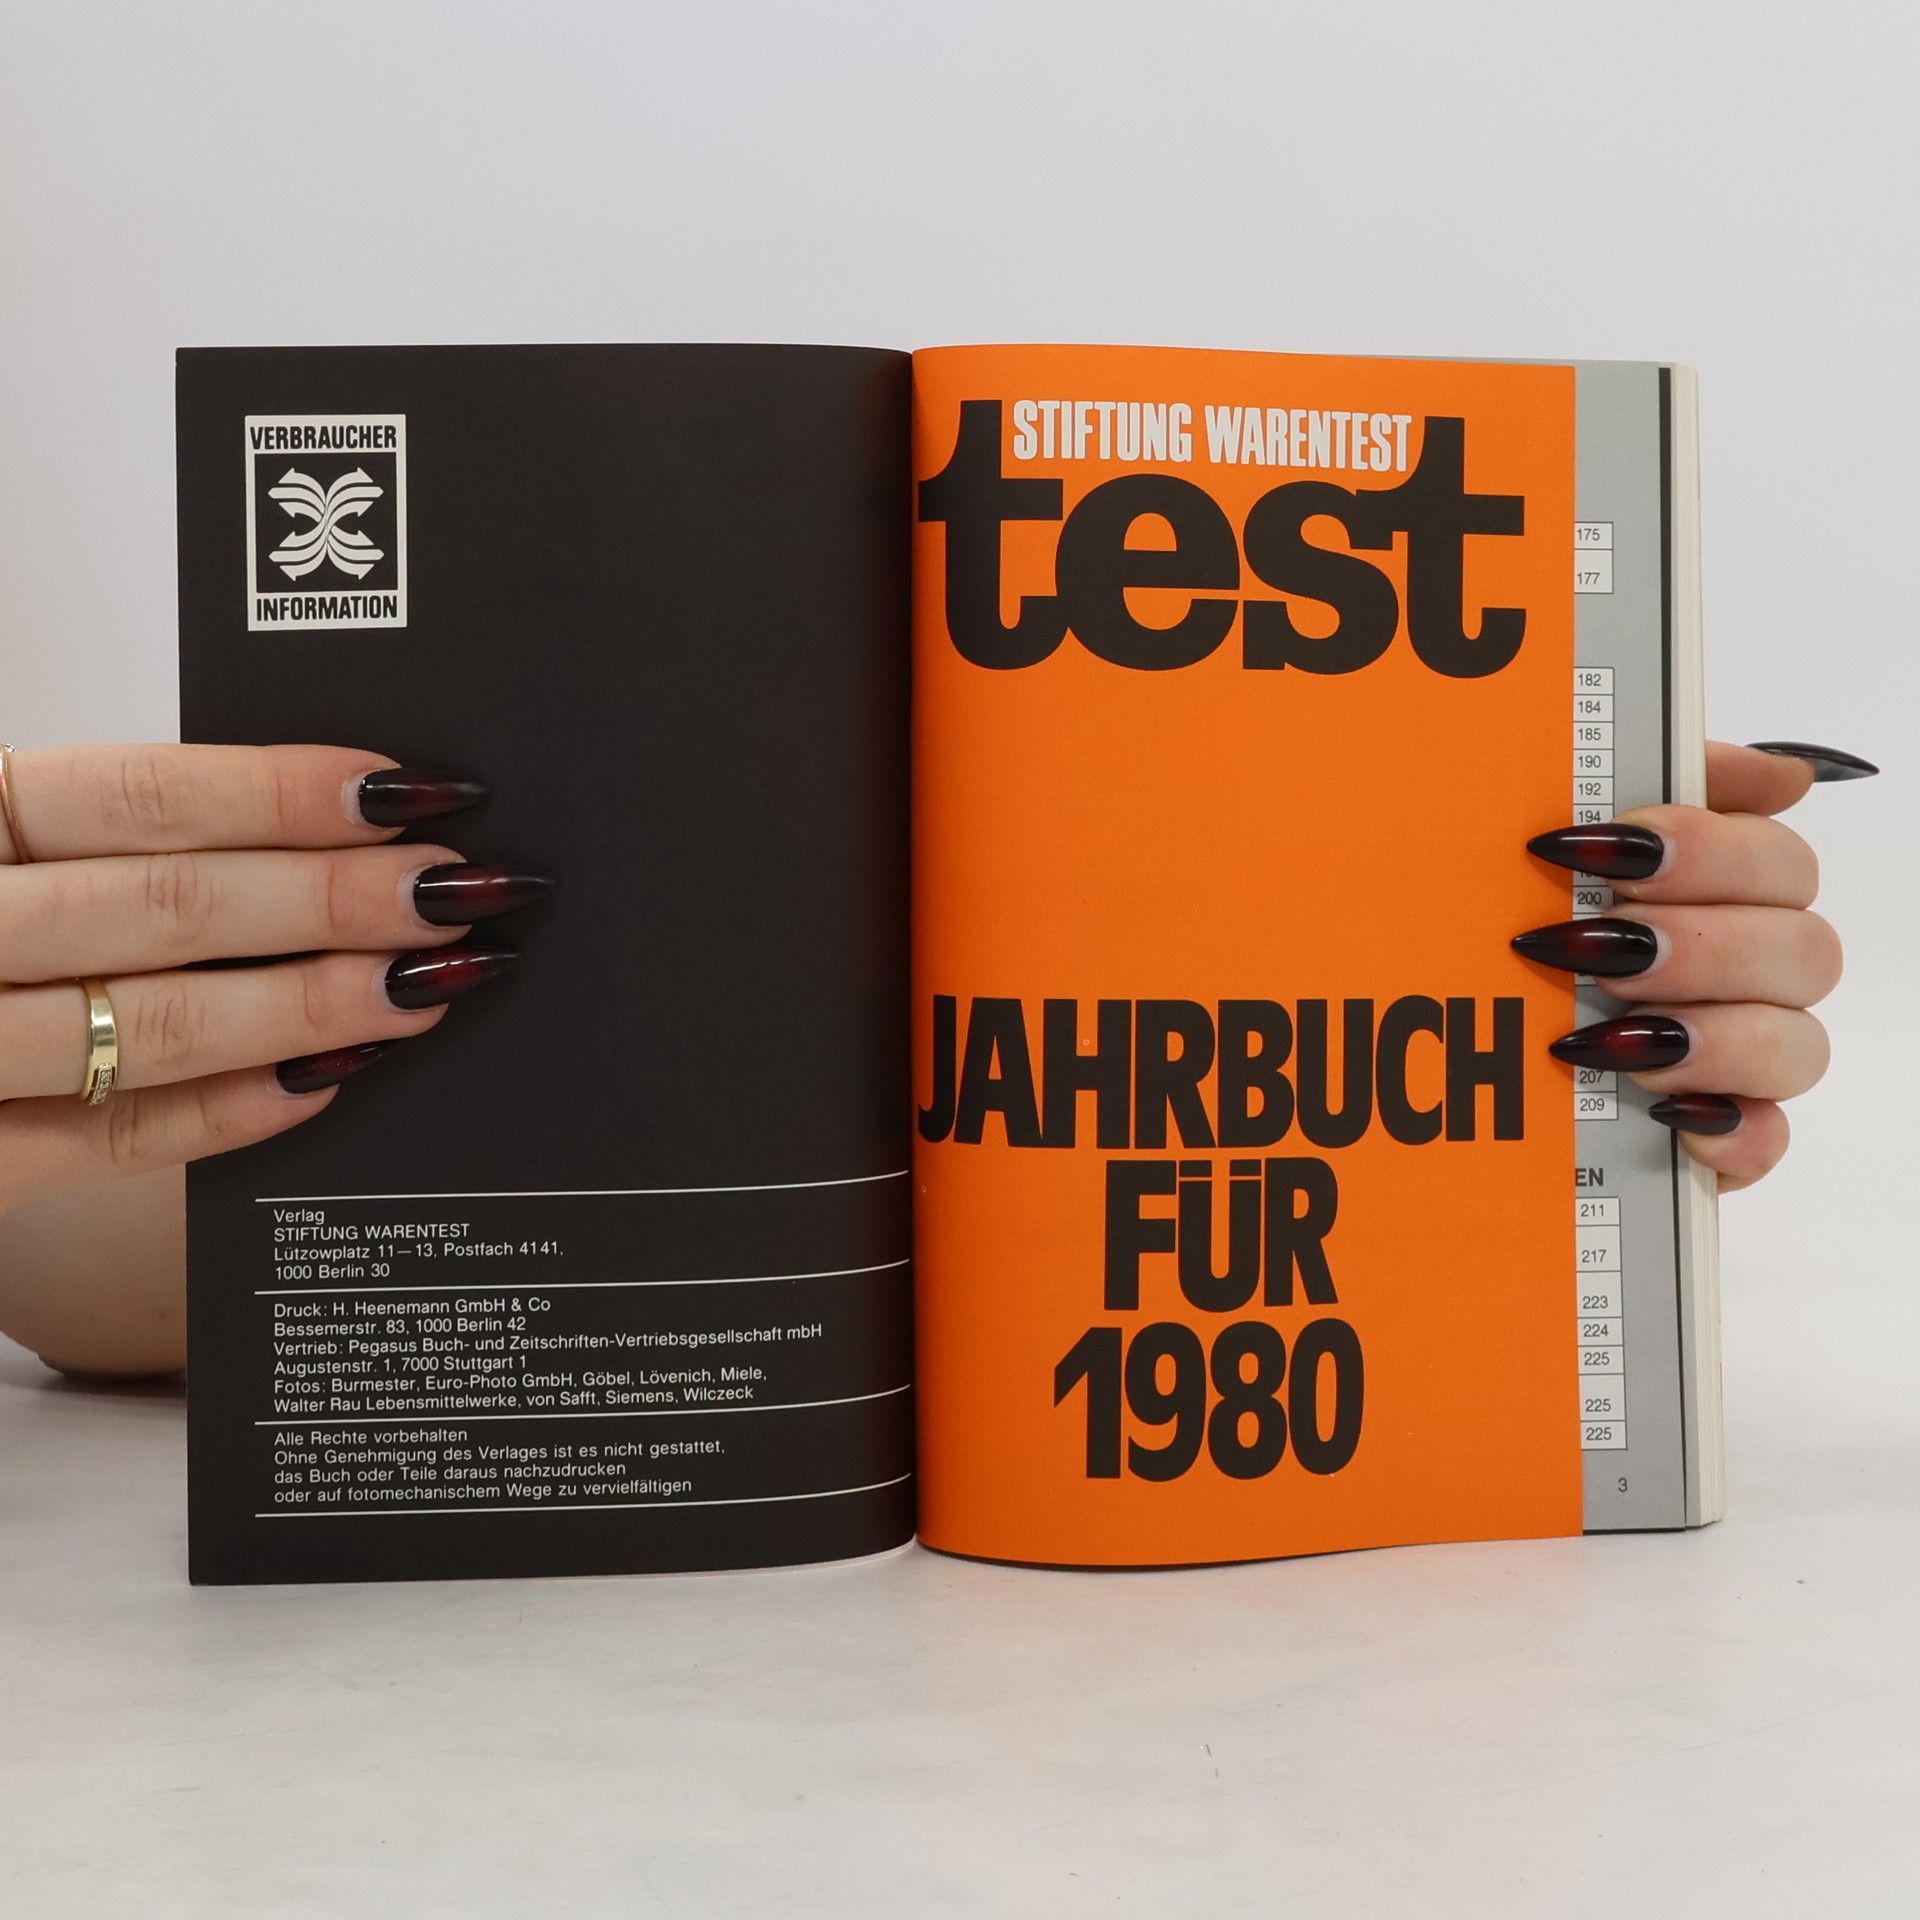 VERBRAUCHER
INFORMATION
Verlag
STIFTUNG WARENTEST
Lützowplatz 11—13, Postfach 4141,
1000 Berlin 30
Druck: H. Heenemann GmbH & Co
Bessemerstr. 83, 1000 Berlin 42
Vertrieb: Pegasus Buch- und Zeitschriften-Vertriebsgesellschaft mbH
Augustenstr. 1, 7000 Stuttgart 1
Fotos: Burmester, Euro-Photo GmbH, Göbel, Lövenich, Miele,
Walter Rau Lebensmittelwerke, von Safft, Siemens, Wilczeck
Alle Rechte vorbehalten
Ohne Genehmigung des Verlages ist es nicht gestattet,
das Buch oder Teile daraus nachzudrucken
oder auf fotomechanischem Wege zu vervielfältigen
STIFTUNG WARENTEST
test
JAHRBUCH
FÜR
1980
175
177
182
184
185
190
192
194
200
207
209
EN
211
217
223
224
225
225
225
3